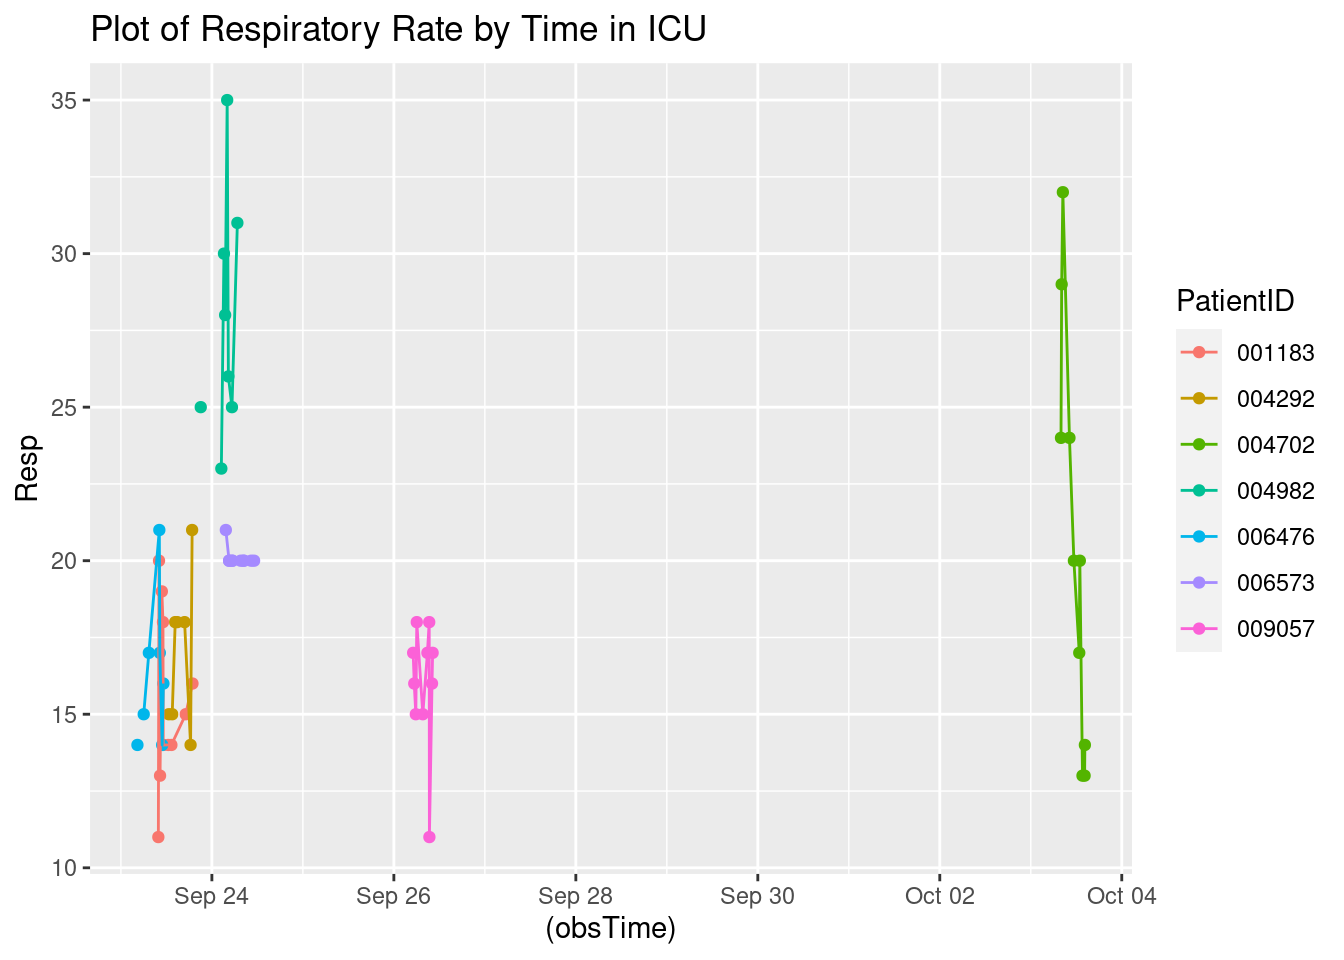 Plot of Respiratory Rate by Time in ICU
35
30
25
20
15
10
Resp
Sep 24
Sep 26
Sep 28
Sep 30
Oct 02
Oct 04
(obsTime)
PatientID
001183
004292
004702
004982
006476
006573
009057